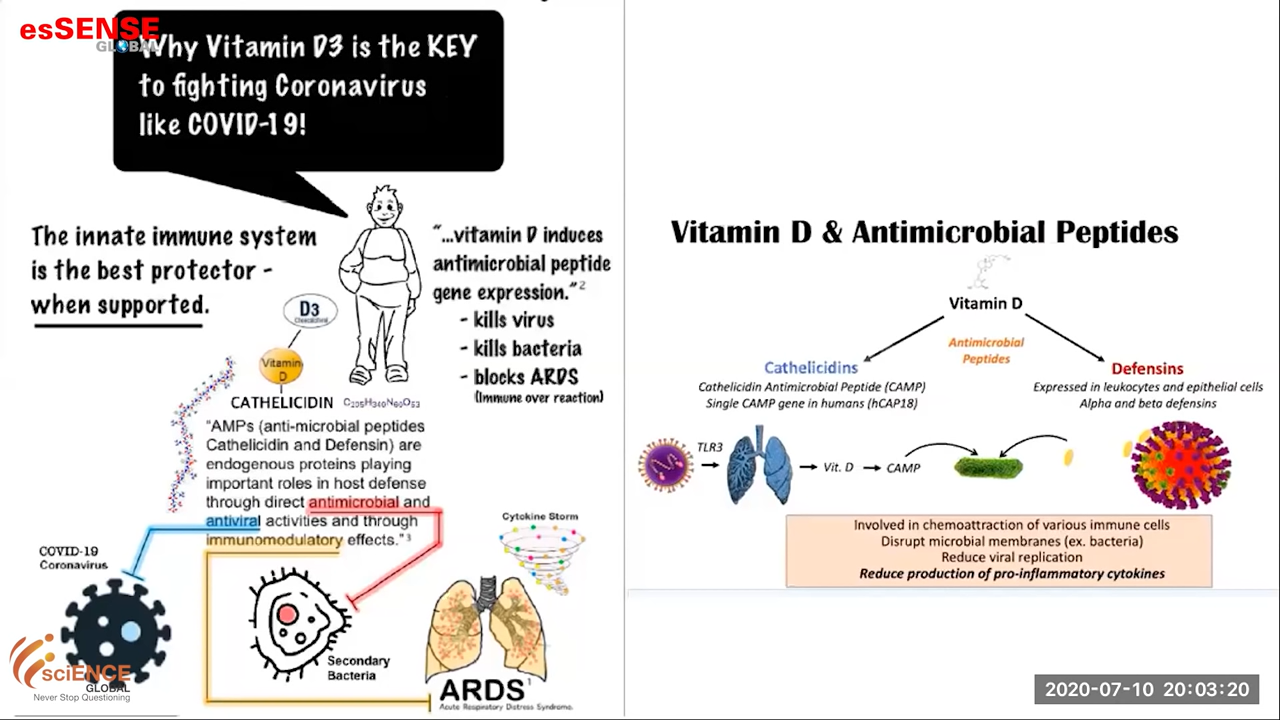 esSENSE
GLOBAL
Why Vitamin D3 is the KEY
to fighting Coronavirus
like COVID-19!
The innate immune system
is the best protector -
when supported.
"...vitamin D induces
antimicrobial peptide
gene expression."2
- kills virus
- kills bacteria
- blocks ARDS
(Immune over reaction)
D3
Vitamin
D
CATHELICIDIN
"AMPs (anti-microbial peptides
Cathelicidin and Defensin) are
endogenous proteins playing
important roles in host defense
through direct antimicrobial and
antiviral activities and through
immunomodulatory effects."3
Cytokine Storm
COVID-19
Coronavirus
Secondary
Bacteria
ARDS1
Acute Respiratory Distress Syndrome.
sciENCE
GLOBAL
Never Stop Questioning
Vitamin D & Antimicrobial Peptides
Vitamin D
Antimicrobial
Peptides
Cathelicidins
Cathelicidin Antimicrobial Peptide (CAMP)
Single CAMP gene in humans (hCAP18)
Defensins
Expressed in leukocytes and epithelial cells
Alpha and beta defensins
TLR3
Vit. D
CAMP
Involved in chemoattraction of various immune cells
Disrupt microbial membranes (ex. bacteria)
Reduce viral replication
Reduce production of pro-inflammatory cytokines
2020-07-10 20:03:20